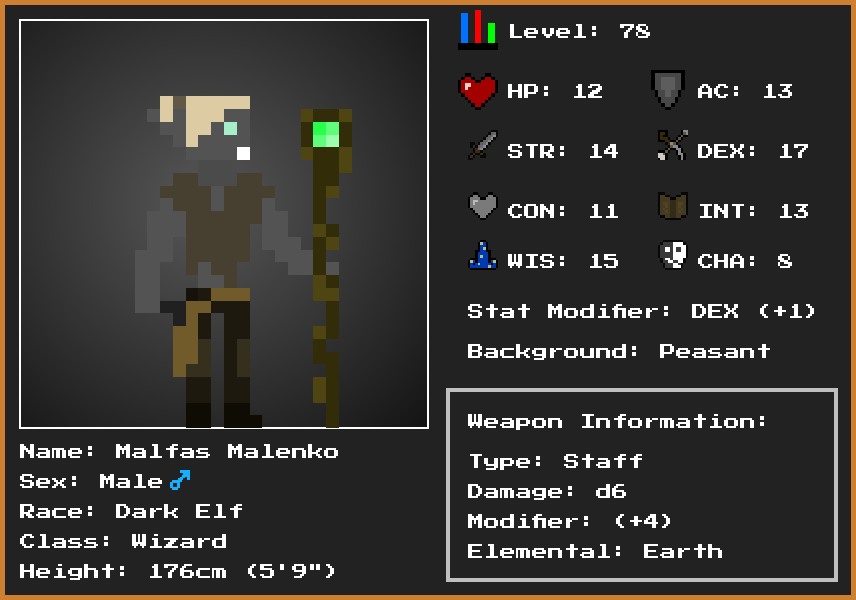 Level: 78
HP: 12
AC: 13
STR: 14
DEX: 17
CON: 11
INT: 13
WIS: 15
CHA: 8
Stat Modifier: DEX (+1)
Background: Peasant
Weapon Information:
Type: Staff
Damage: d6
Modifier: (+4)
Elemental: Earth
Name: Malfas Malenko
Sex: Male♂
Race: Dark Elf
Class: Wizard
Height: 176cm (5'9")